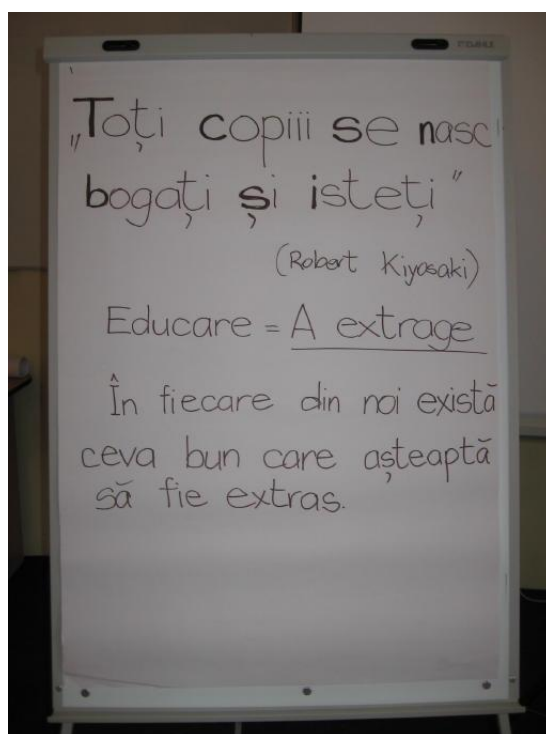 „Toți copiii se nasc
bogați și isteți"
(Robert Kiyosaki)
Educare = A extrage
În fiecare din noi există
ceva bun care așteaptă
să fie extras.